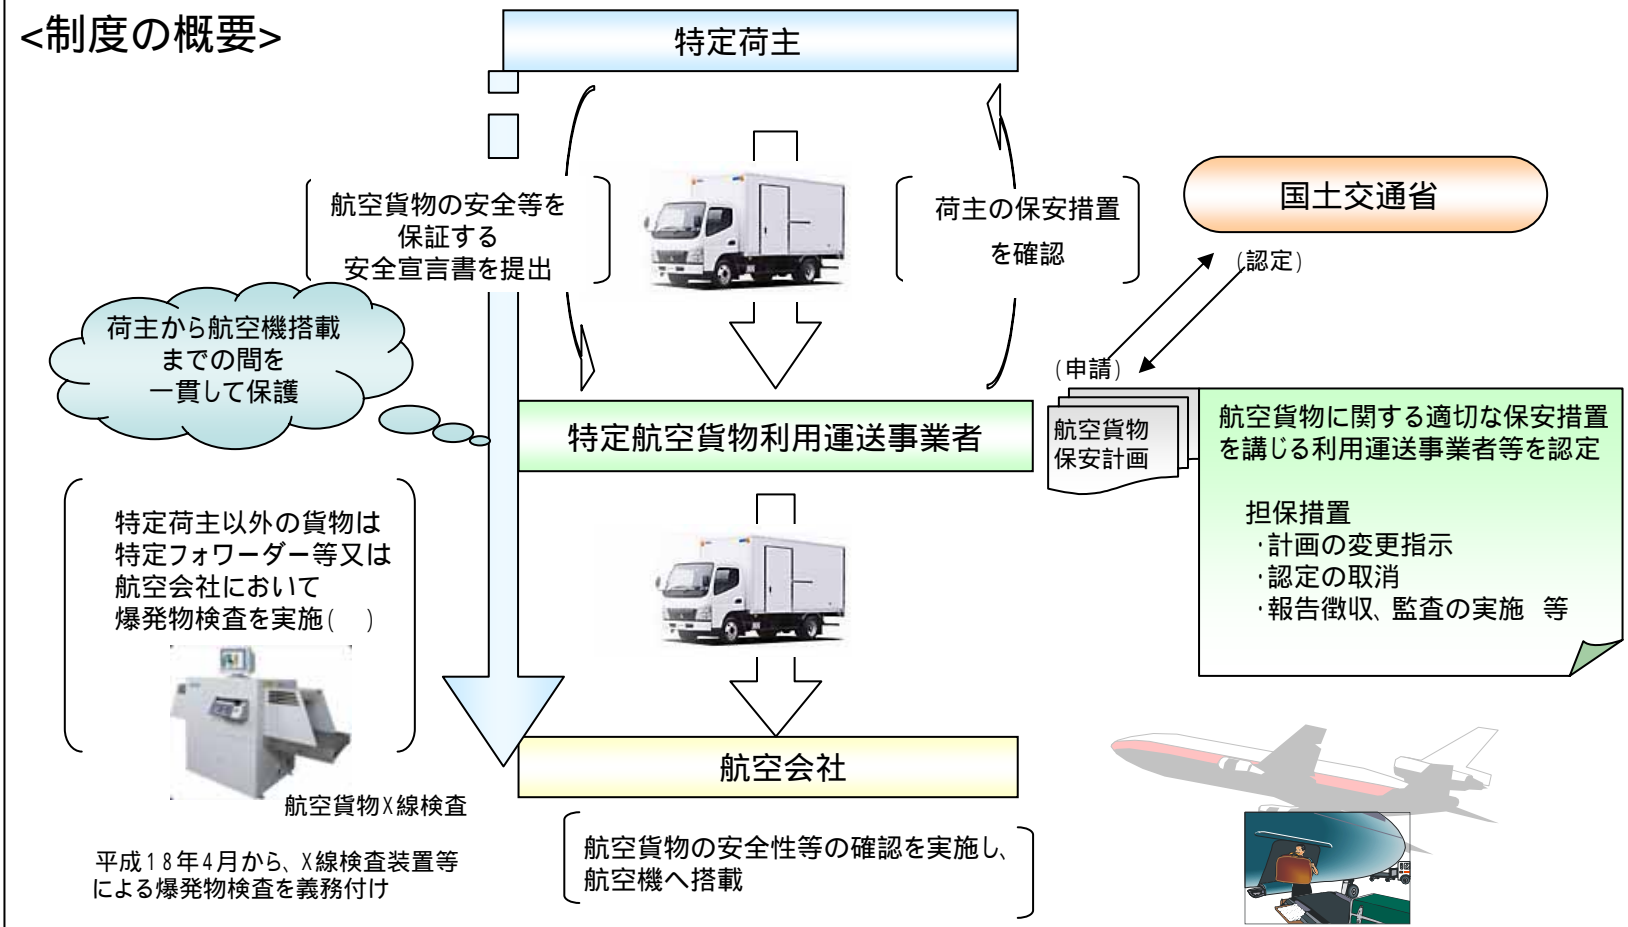 <制度の概要>
特定荷主
航空貨物の安全等を
保証する
安全宣言書を提出
荷主の保安措置
を確認
国土交通省
(認定)
(申請)
荷主から航空機搭載
までの間を
一貫して保護
特定航空貨物利用運送事業者
航空貨物
保安計画
航空貨物に関する適切な保安措置
を講じる利用運送事業者等を認定
担保措置
・計画の変更指示
・認定の取消
・報告徴収、監査の実施 等
特定荷主以外の貨物は
特定フォワーダー等又は
航空会社において
爆発物検査を実施( )
航空貨物X線検査
平成18年4月から、X線検査装置等
による爆発物検査を義務付け
航空会社
航空貨物の安全性等の確認を実施し、
航空機へ搭載